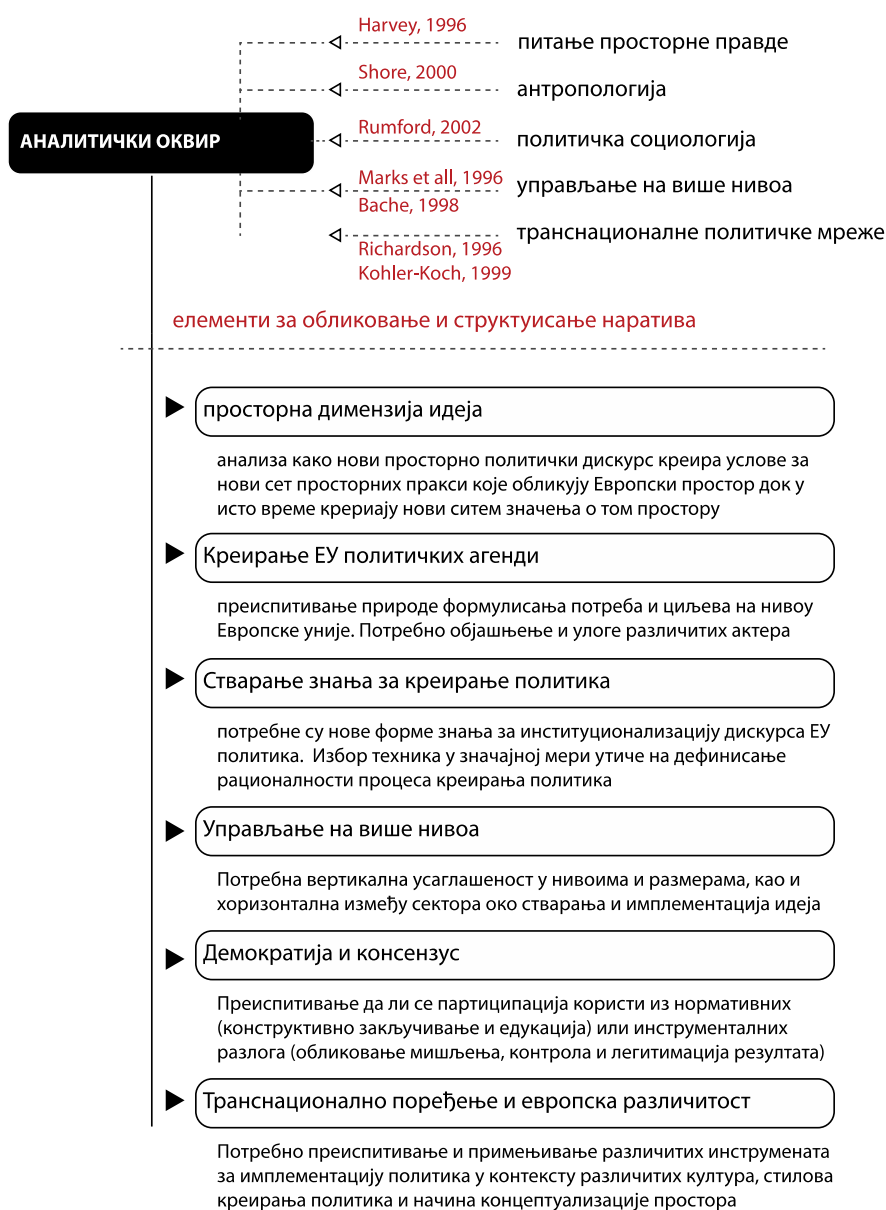 Harvey, 1996
питање просторне правде
Shore, 2000
антропологија
АНАЛИТИЧКИ ОКВИР
Rumford, 2002
политичка социологија
Marks et all, 1996
Bache, 1998
управљање на више нивоа
транснационалне политичке мреже
Richardson, 1996
Kohler-Koch, 1999
елементи за обликовање и структуисање наратива
просторна димензија идеја
анализа како нови просторно политички дискурс креира услове за
нови сет просторних пракси које обликују Европски простор док у
исто време крериају нови ситем значења о том простору
Креирање ЕУ политичких агенди
преиспитивање природе формулисања потреба и циљева на нивоу
Европске уније. Потребно објашњење и улоге различитих актера
Стварање знања за креирање политика
потребне су нове форме знања за институционализацију дискурса ЕУ
политика. Избор техника у значајној мери утиче на дефинисање
рационалности процеса креирања политика
Управљање на више нивоа
Потребна вертикална усаглашеност у нивоима и размерама, као и
хоризонтална између сектора око стварања и имплементација идеја
Демократија и консензус
Преиспитивање да ли се партиципација користи из нормативних
(конструктивно закључивање и едукација) или инструменталних
разлога (обликовање мишљења, контрола и легитимација резултата)
Транснационално поређење и европска различитост
Потребно преиспитивање и примењивање различитих инструмената
за имплементацију политика у контексту различитих култура, стилова
креирања политика и начина концептуализације простора